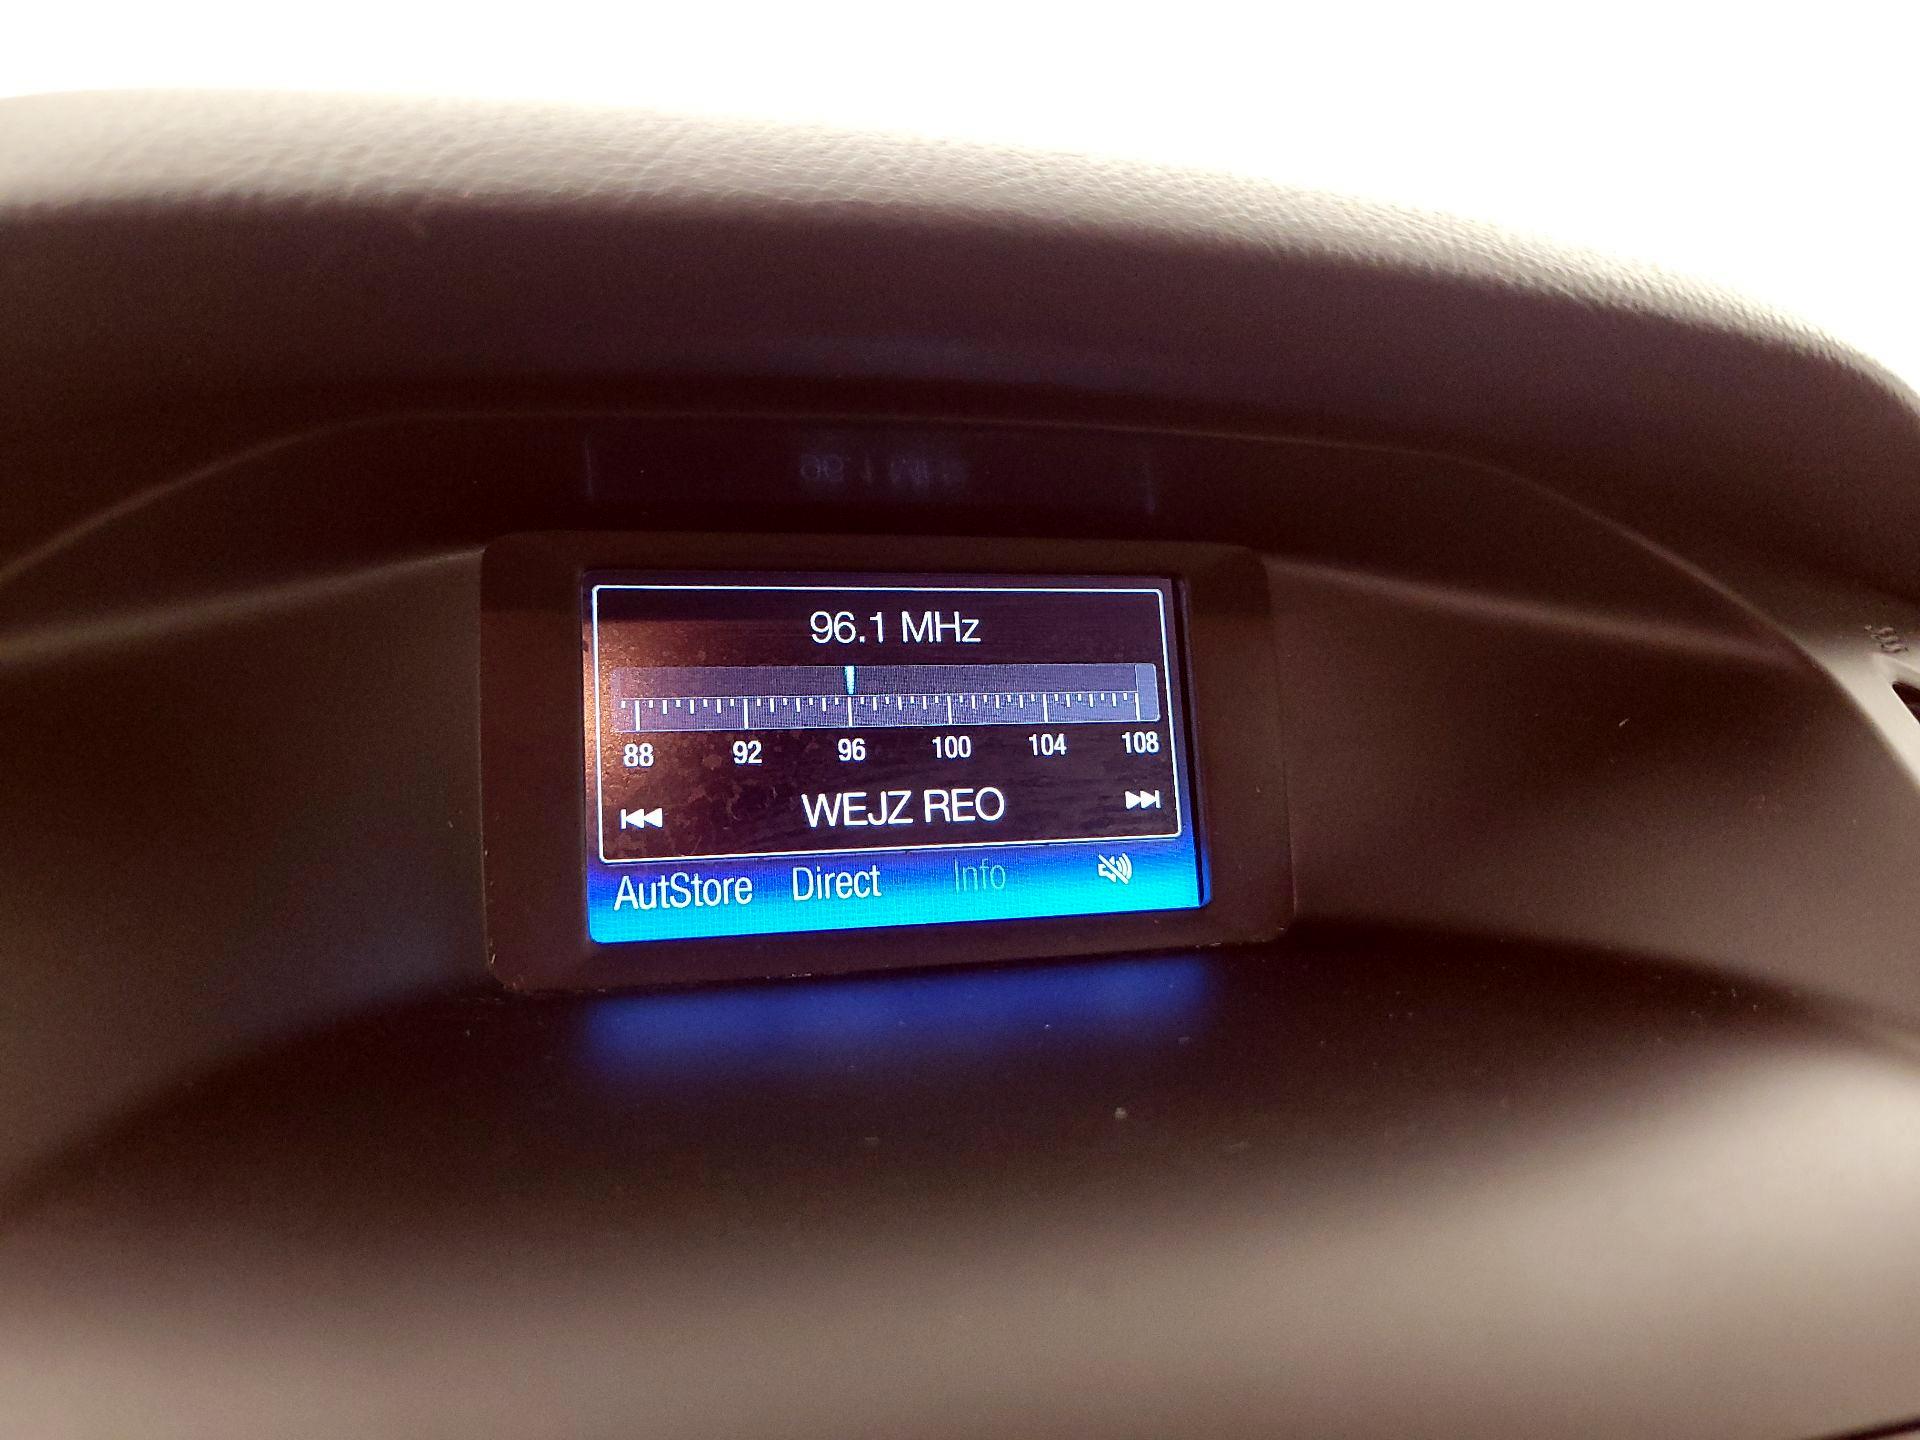 96.1 MHz
88 92 96 100 104 108
WEJZ REO
AutStore Direct Info